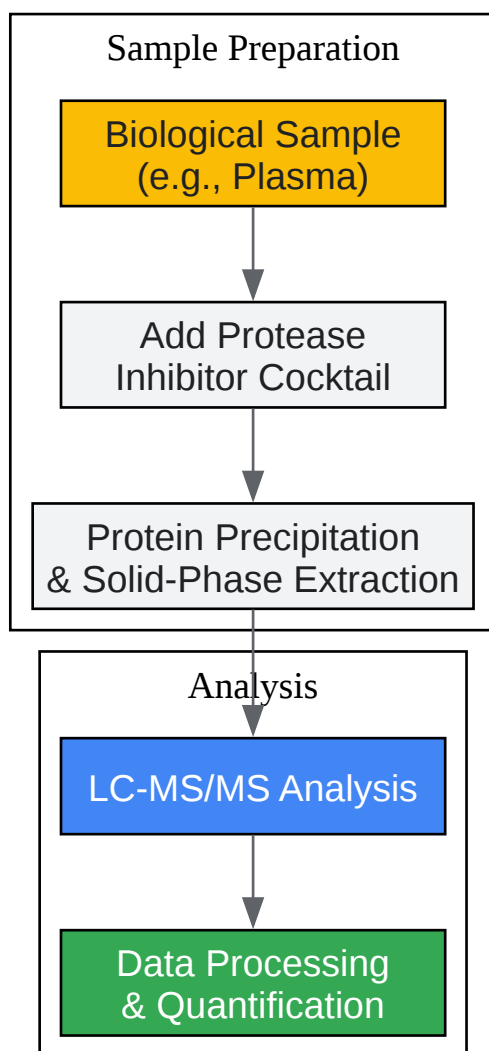 Sample Preparation
Biological Sample
(e.g., Plasma)
Add Protease
Inhibitor Cocktail
Protein Precipitation
& Solid-Phase Extraction
Analysis
LC-MS/MS Analysis
Data Processing
& Quantification